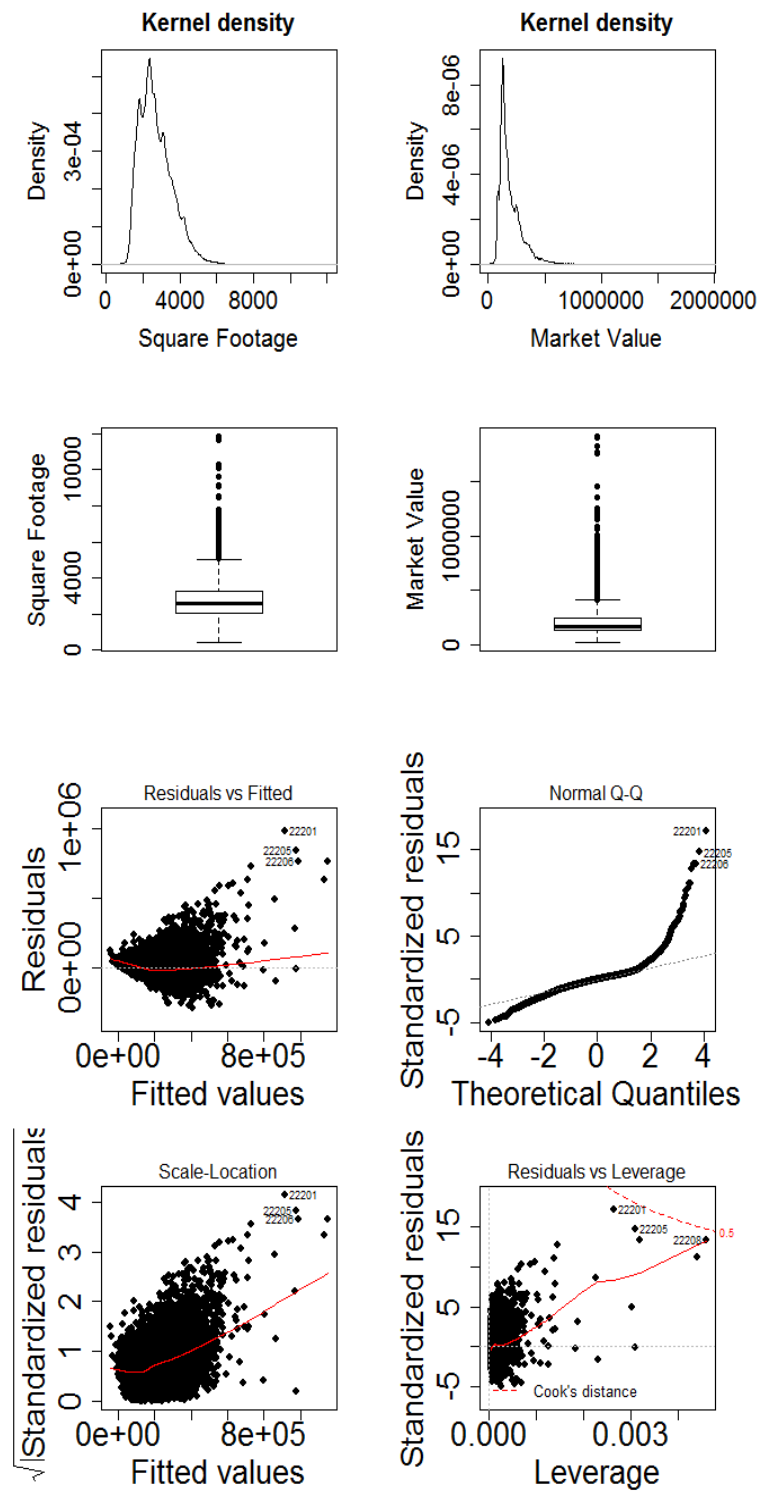 Kernel density
Density
0e+00 3e-04
0 4000 8000
Square Footage
Kernel density
Density
0e+00 4e-06 8e-06
0 1000000 2000000
Market Value
Square Footage
0 4000 10000
Market Value
0 1000000
Residuals vs Fitted
Residuals
0e+00 1e+06
22201
22205
22206
0e+00 8e+05
Fitted values
Normal Q-Q
Standardized residuals
-5 5 15
22201
22205
22206
-4 -2 0 2 4
Theoretical Quantiles
Scale-Location
√|Standardized residuals
0 1 2 3 4
22201
22205
22206
0e+00 8e+05
Fitted values
Residuals vs Leverage
Standardized residuals
-5 5 15
22201
22205
22208
0.5
Cook's distance
0.000 0.003
Leverage